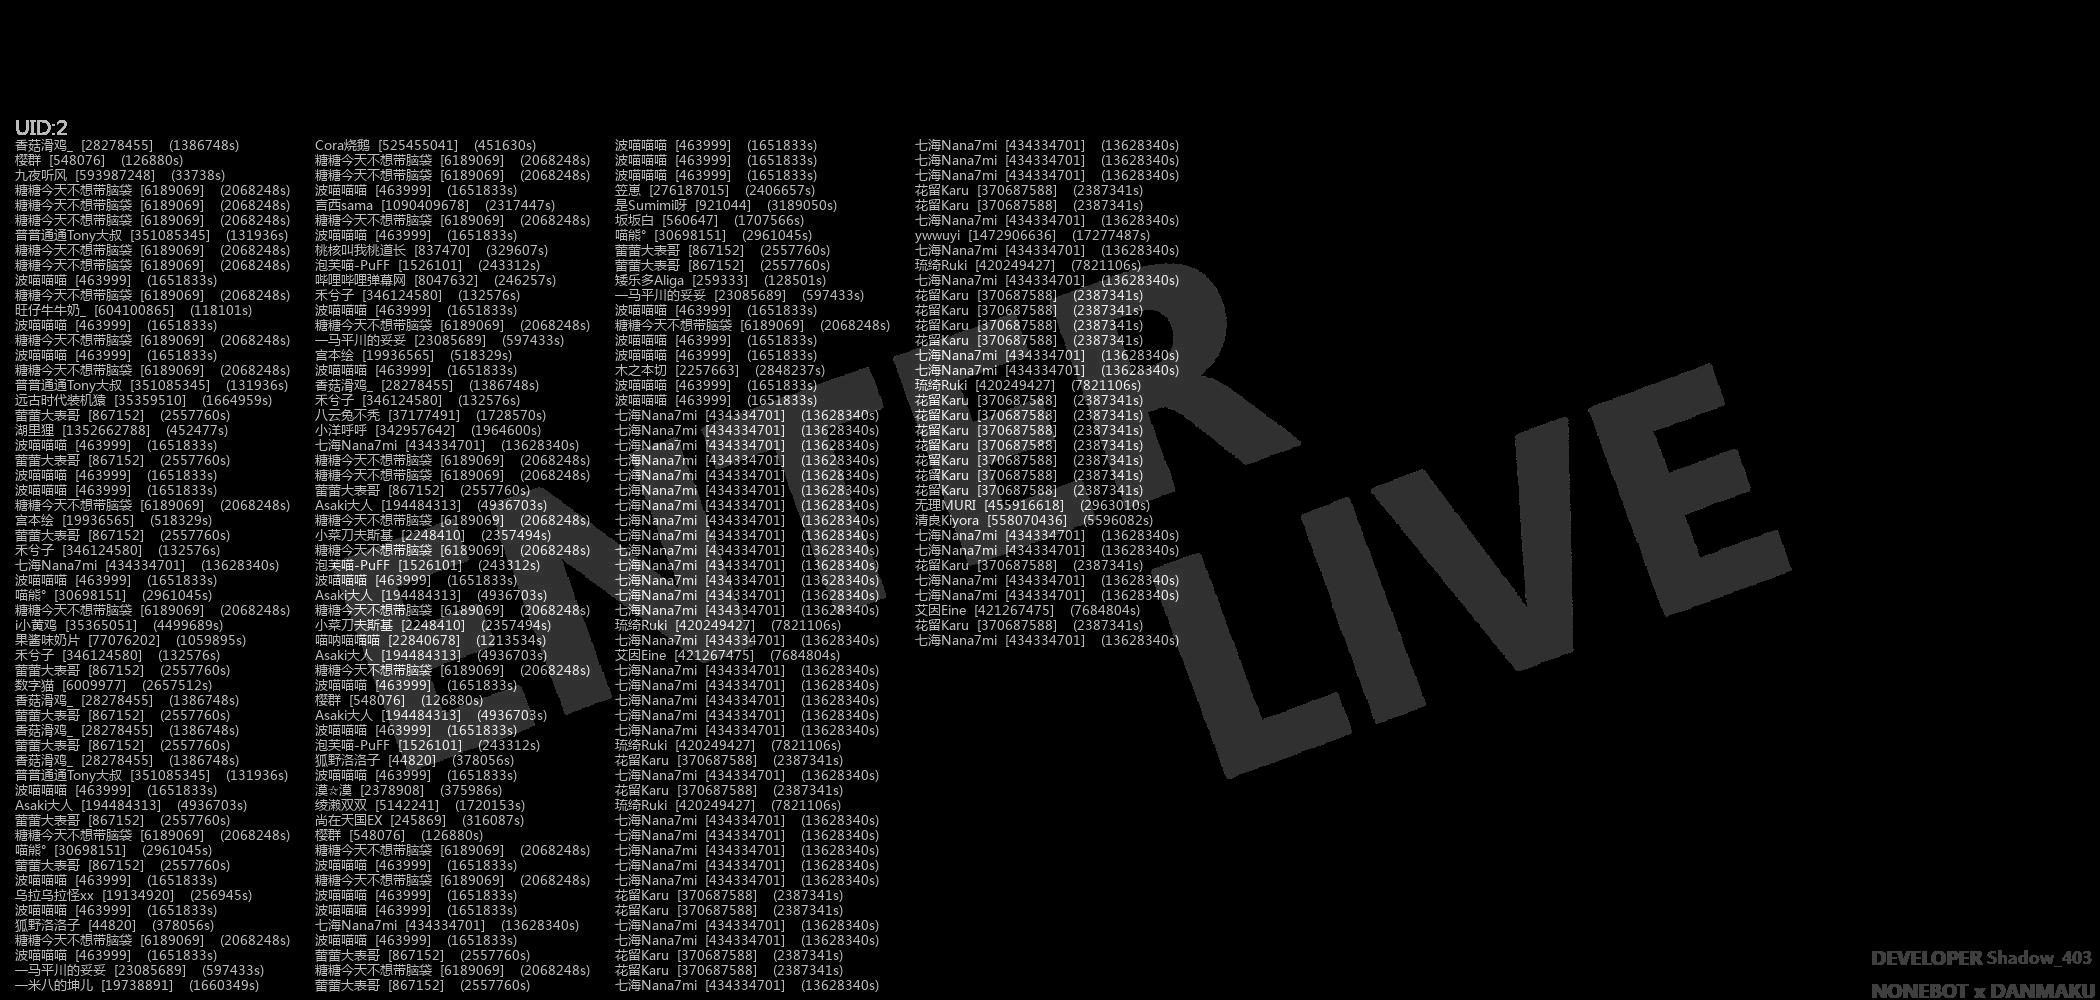 UID:2
香菇滑鸡_ [28278455] (1386748s)
樱群 [548076] (126880s)
九夜听风 [593987248] (33738s)
糖糖今天不想带脑袋 [6189069] (2068248s)
糖糖今天不想带脑袋 [6189069] (2068248s)
糖糖今天不想带脑袋 [6189069] (2068248s)
普普通通Tony大叔 [351085345] (131936s)
糖糖今天不想带脑袋 [6189069] (2068248s)
糖糖今天不想带脑袋 [6189069] (2068248s)
波喵喵喵 [463999] (1651833s)
糖糖今天不想带脑袋 [6189069] (2068248s)
旺仔牛牛奶_ [604100865] (118101s)
波喵喵喵 [463999] (1651833s)
糖糖今天不想带脑袋 [6189069] (2068248s)
波喵喵喵 [463999] (1651833s)
糖糖今天不想带脑袋 [6189069] (2068248s)
普普通通Tony大叔 [351085345] (131936s)
远古时代装机猿 [35359510] (1664959s)
蕾蕾大表哥 [867152] (2557760s)
湖里狸 [1352662788] (452477s)
波喵喵喵 [463999] (1651833s)
蕾蕾大表哥 [867152] (2557760s)
波喵喵喵 [463999] (1651833s)
波喵喵喵 [463999] (1651833s)
糖糖今天不想带脑袋 [6189069] (2068248s)
宫本绘 [19936565] (518329s)
蕾蕾大表哥 [867152] (2557760s)
禾兮子 [346124580] (132576s)
七海Nana7mi [434334701] (13628340s)
波喵喵喵 [463999] (1651833s)
喵熊° [30698151] (2961045s)
糖糖今天不想带脑袋 [6189069] (2068248s)
i小黄鸡 [35365051] (4499689s)
果酱味奶片 [77076202] (1059895s)
禾兮子 [346124580] (132576s)
蕾蕾大表哥 [867152] (2557760s)
数字猫 [6009977] (2657512s)
香菇滑鸡_ [28278455] (1386748s)
蕾蕾大表哥 [867152] (2557760s)
香菇滑鸡_ [28278455] (1386748s)
蕾蕾大表哥 [867152] (2557760s)
香菇滑鸡_ [28278455] (1386748s)
普普通通Tony大叔 [351085345] (131936s)
波喵喵喵 [463999] (1651833s)
Asaki大人 [194484313] (4936703s)
蕾蕾大表哥 [867152] (2557760s)
糖糖今天不想带脑袋 [6189069] (2068248s)
喵熊° [30698151] (2961045s)
蕾蕾大表哥 [867152] (2557760s)
波喵喵喵 [463999] (1651833s)
乌拉乌拉怪xx [19134920] (256945s)
波喵喵喵 [463999] (1651833s)
狐野洛洛子 [44820] (378056s)
糖糖今天不想带脑袋 [6189069] (2068248s)
波喵喵喵 [463999] (1651833s)
一马平川的妥妥 [23085689] (597433s)
一米八的坤儿 [19738891] (1660349s)
Cora烧鹅 [525455041] (451630s)
糖糖今天不想带脑袋 [6189069] (2068248s)
糖糖今天不想带脑袋 [6189069] (2068248s)
波喵喵喵 [463999] (1651833s)
言西sama [1090409678] (2317447s)
糖糖今天不想带脑袋 [6189069] (2068248s)
波喵喵喵 [463999] (1651833s)
桃核叫我桃道长 [837470] (329607s)
泡芙喵-PuFF [1526101] (243312s)
哔哩哔哩弹幕网 [8047632] (246257s)
禾兮子 [346124580] (132576s)
波喵喵喵 [463999] (1651833s)
糖糖今天不想带脑袋 [6189069] (2068248s)
一马平川的妥妥 [23085689] (597433s)
宫本绘 [19936565] (518329s)
波喵喵喵 [463999] (1651833s)
香菇滑鸡_ [28278455] (1386748s)
禾兮子 [346124580] (132576s)
八云兔不秃 [37177491] (1728570s)
小洋呼呼 [342957642] (1964600s)
七海Nana7mi [434334701] (13628340s)
糖糖今天不想带脑袋 [6189069] (2068248s)
糖糖今天不想带脑袋 [6189069] (2068248s)
蕾蕾大表哥 [867152] (2557760s)
Asaki大人 [194484313] (4936703s)
糖糖今天不想带脑袋 [6189069] (2068248s)
小菜刀夫斯基 [2248410] (2357494s)
糖糖今天不想带脑袋 [6189069] (2068248s)
泡芙喵-PuFF [1526101] (243312s)
波喵喵喵 [463999] (1651833s)
Asaki大人 [194484313] (4936703s)
糖糖今天不想带脑袋 [6189069] (2068248s)
小菜刀夫斯基 [2248410] (2357494s)
喵呐喵喵喵 [22840678] (1213534s)
Asaki大人 [194484313] (4936703s)
糖糖今天不想带脑袋 [6189069] (2068248s)
波喵喵喵 [463999] (1651833s)
樱群 [548076] (126880s)
Asaki大人 [194484313] (4936703s)
波喵喵喵 [463999] (1651833s)
泡芙喵-PuFF [1526101] (243312s)
狐野洛洛子 [44820] (378056s)
波喵喵喵 [463999] (1651833s)
漠☆漠 [2378908] (375986s)
绫濑双双 [5142241] (1720153s)
尚在天国EX [245869] (316087s)
樱群 [548076] (126880s)
糖糖今天不想带脑袋 [6189069] (2068248s)
波喵喵喵 [463999] (1651833s)
糖糖今天不想带脑袋 [6189069] (2068248s)
波喵喵喵 [463999] (1651833s)
波喵喵喵 [463999] (1651833s)
七海Nana7mi [434334701] (13628340s)
波喵喵喵 [463999] (1651833s)
蕾蕾大表哥 [867152] (2557760s)
糖糖今天不想带脑袋 [6189069] (2068248s)
蕾蕾大表哥 [867152] (2557760s)
波喵喵喵 [463999] (1651833s)
波喵喵喵 [463999] (1651833s)
波喵喵喵 [463999] (1651833s)
笠崽 [276187015] (2406657s)
是Sumimi呀 [921044] (3189050s)
坂坂白 [560647] (1707566s)
喵熊° [30698151] (2961045s)
蕾蕾大表哥 [867152] (2557760s)
蕾蕾大表哥 [867152] (2557760s)
矮乐多Aliga [259333] (128501s)
一马平川的妥妥 [23085689] (597433s)
波喵喵喵 [463999] (1651833s)
糖糖今天不想带脑袋 [6189069] (2068248s)
波喵喵喵 [463999] (1651833s)
波喵喵喵 [463999] (1651833s)
木之本切 [2257663] (2848237s)
波喵喵喵 [463999] (1651833s)
波喵喵喵 [463999] (1651833s)
七海Nana7mi [434334701] (13628340s)
七海Nana7mi [434334701] (13628340s)
七海Nana7mi [434334701] (13628340s)
七海Nana7mi [434334701] (13628340s)
七海Nana7mi [434334701] (13628340s)
七海Nana7mi [434334701] (13628340s)
七海Nana7mi [434334701] (13628340s)
七海Nana7mi [434334701] (13628340s)
七海Nana7mi [434334701] (13628340s)
七海Nana7mi [434334701] (13628340s)
七海Nana7mi [434334701] (13628340s)
七海Nana7mi [434334701] (13628340s)
七海Nana7mi [434334701] (13628340s)
七海Nana7mi [434334701] (13628340s)
琉绮Ruki [420249427] (7821106s)
七海Nana7mi [434334701] (13628340s)
艾因Eine [421267475] (7684804s)
七海Nana7mi [434334701] (13628340s)
七海Nana7mi [434334701] (13628340s)
七海Nana7mi [434334701] (13628340s)
七海Nana7mi [434334701] (13628340s)
七海Nana7mi [434334701] (13628340s)
琉绮Ruki [420249427] (7821106s)
花留Karu [370687588] (2387341s)
七海Nana7mi [434334701] (13628340s)
花留Karu [370687588] (2387341s)
琉绮Ruki [420249427] (7821106s)
七海Nana7mi [434334701] (13628340s)
七海Nana7mi [434334701] (13628340s)
七海Nana7mi [434334701] (13628340s)
七海Nana7mi [434334701] (13628340s)
七海Nana7mi [434334701] (13628340s)
花留Karu [370687588] (2387341s)
花留Karu [370687588] (2387341s)
七海Nana7mi [434334701] (13628340s)
七海Nana7mi [434334701] (13628340s)
花留Karu [370687588] (2387341s)
花留Karu [370687588] (2387341s)
七海Nana7mi [434334701] (13628340s)
七海Nana7mi [434334701] (13628340s)
七海Nana7mi [434334701] (13628340s)
七海Nana7mi [434334701] (13628340s)
花留Karu [370687588] (2387341s)
花留Karu [370687588] (2387341s)
七海Nana7mi [434334701] (13628340s)
ywwuyi [1472906636] (17277487s)
七海Nana7mi [434334701] (13628340s)
琉绮Ruki [420249427] (7821106s)
七海Nana7mi [434334701] (13628340s)
花留Karu [370687588] (2387341s)
花留Karu [370687588] (2387341s)
花留Karu [370687588] (2387341s)
花留Karu [370687588] (2387341s)
七海Nana7mi [434334701] (13628340s)
七海Nana7mi [434334701] (13628340s)
琉绮Ruki [420249427] (7821106s)
花留Karu [370687588] (2387341s)
花留Karu [370687588] (2387341s)
花留Karu [370687588] (2387341s)
花留Karu [370687588] (2387341s)
花留Karu [370687588] (2387341s)
花留Karu [370687588] (2387341s)
花留Karu [370687588] (2387341s)
无理MURI [455916618] (2963010s)
清良Kiyora [558070436] (5596082s)
七海Nana7mi [434334701] (13628340s)
七海Nana7mi [434334701] (13628340s)
花留Karu [370687588] (2387341s)
七海Nana7mi [434334701] (13628340s)
七海Nana7mi [434334701] (13628340s)
艾因Eine [421267475] (7684804s)
花留Karu [370687588] (2387341s)
七海Nana7mi [434334701] (13628340s)
ENTER
LIVE
DEVELOPER Shadow_403
NONEBOT x DANMAKU